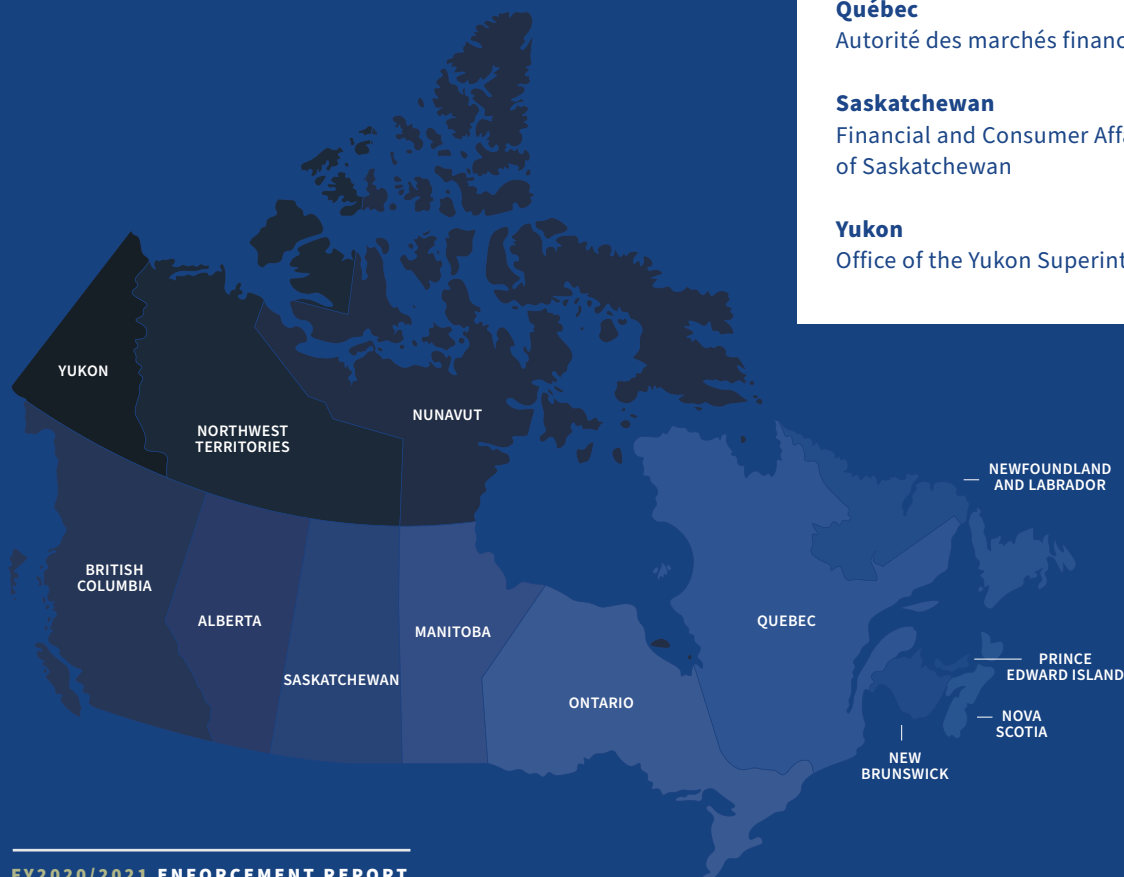 Québec
Autorité des marchés financ
Saskatchewan
Financial and Consumer Affa
of Saskatchewan
Yukon
Office of the Yukon Superint
YUKON
NORTHWEST
TERRITORIES
NUNAVUT
NEWFOUNDLAND
AND LABRADOR
BRITISH
COLUMBIA
ALBERTA
SASKATCHEWAN
MANITOBA
ONTARIO
QUEBEC
PRINCE
EDWARD ISLAND
NOVA
SCOTIA
NEW
BRUNSWICK
FY2020/2021 ENFORCEMENT REPORT